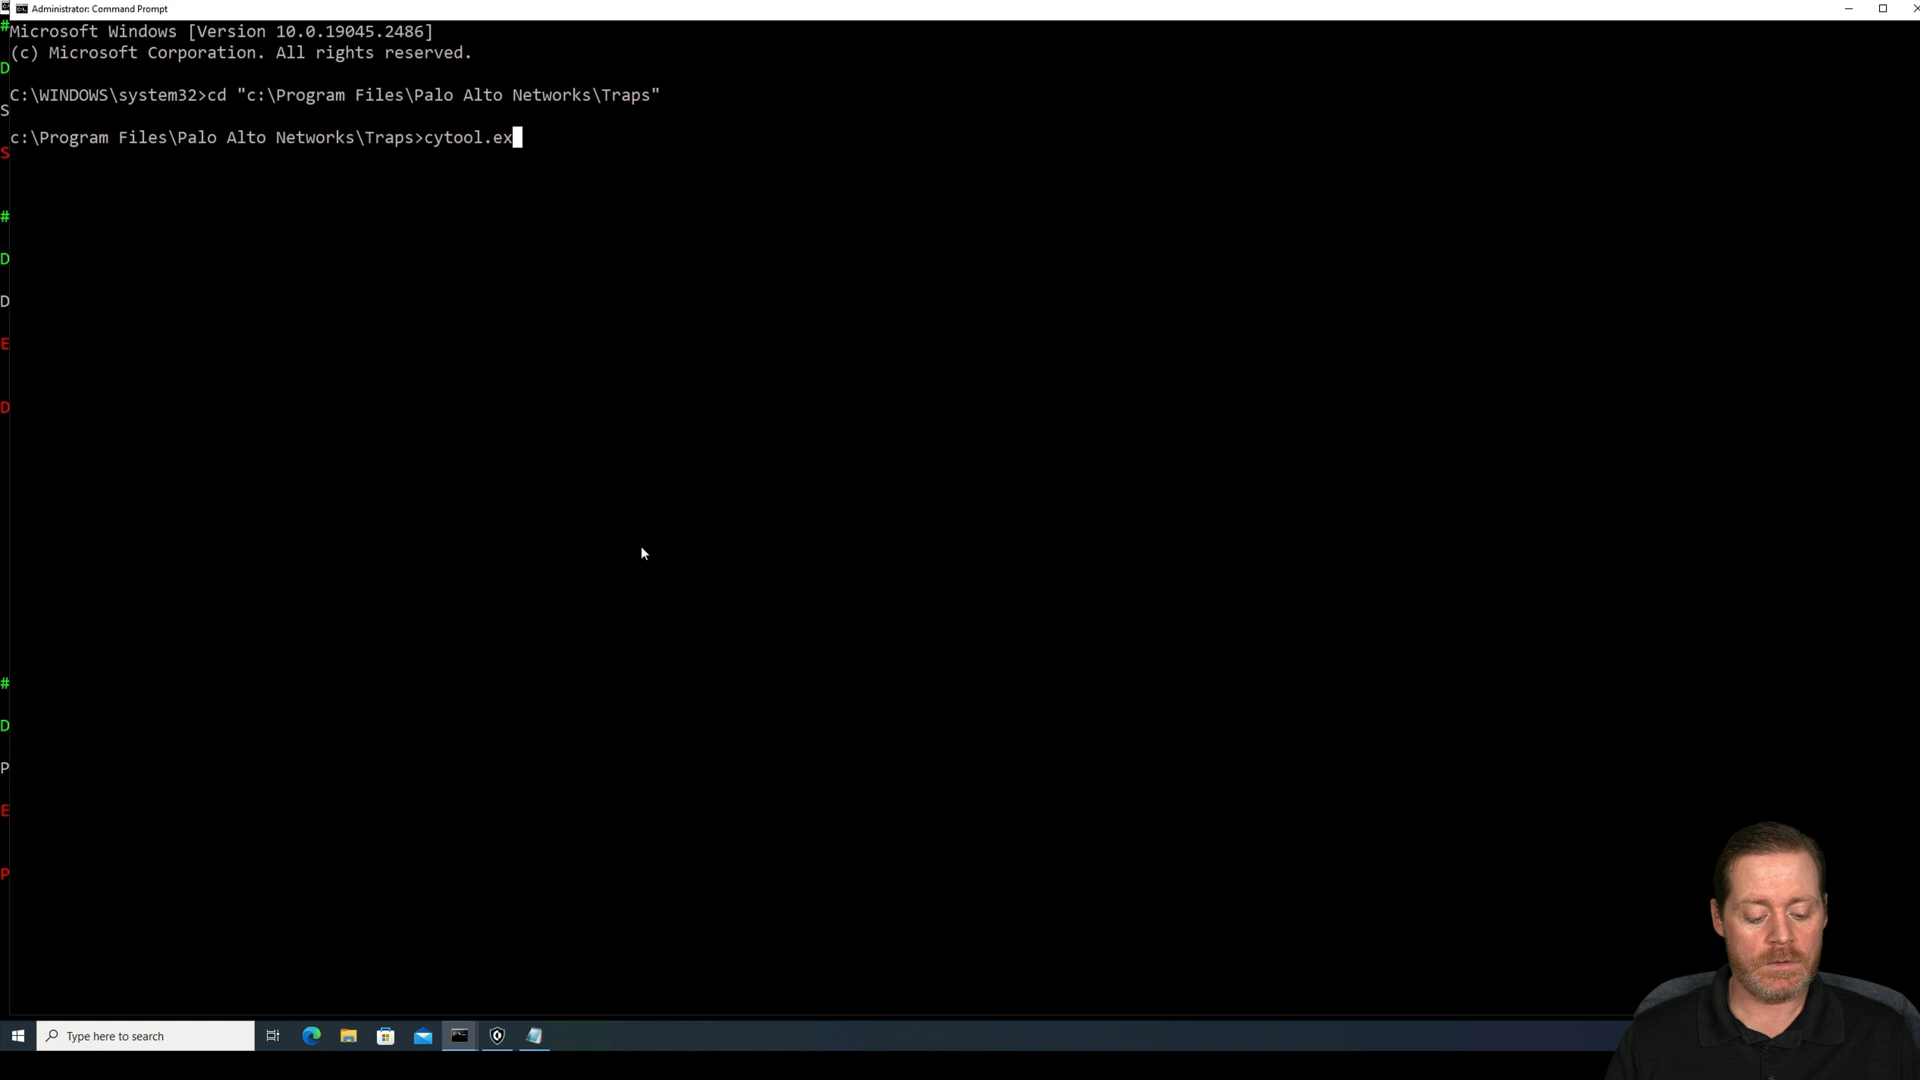 Administrator: Command Prompt
Microsoft Windows [Version 10.0.19045.2486]
(c) Microsoft Corporation. All rights reserved.
C:\WINDOWS\system32>cd "c:\Program Files\Palo Alto Networks\Traps"
c:\Program Files\Palo Alto Networks\Traps>cytool.ex
#
D
S
S
#
D
D
E
D
#
D
P
E
P
Type here to search